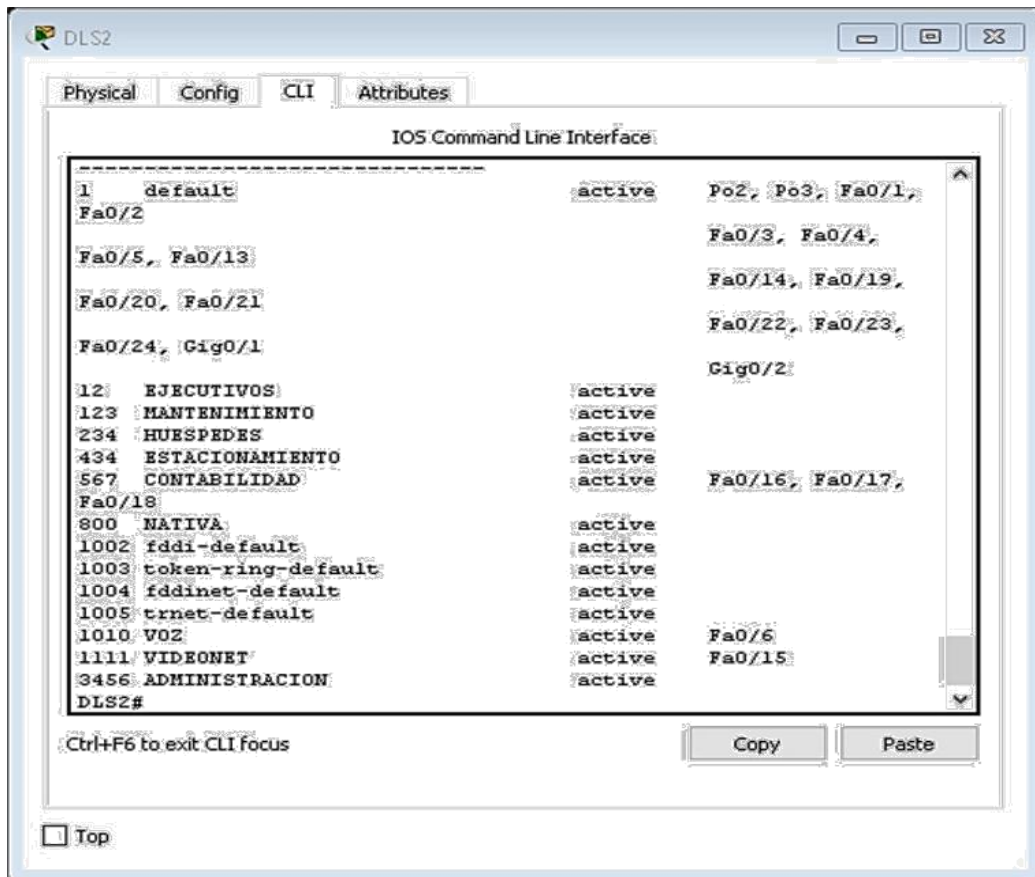 DLS2
Physical Config CLI Attributes
IOS Command Line Interface
--------------------------------
1 default active Po2, Po3, Fa0/1,
Fa0/2
Fa0/3, Fa0/4,
Fa0/5, Fa0/13
Fa0/14, Fa0/19,
Fa0/20, Fa0/21
Fa0/22, Fa0/23,
Fa0/24, Gig0/1
Gig0/2
12 EJECUTIVOS active
123 MANTENIMIENTO active
234 HUESPEDES active
434 ESTACIONAMIENTO active
567 CONTABILIDAD active Fa0/16, Fa0/17,
Fa0/18
800 NATIVA active
1002 fddi-default active
1003 token-ring-default active
1004 fddinet-default active
1005 trnet-default active
1010 VOZ active Fa0/6
1111 VIDEONET active Fa0/15
3456 ADMINISTRACION active
DLS2#
Ctrl+F6 to exit CLI focus
Copy Paste
Top